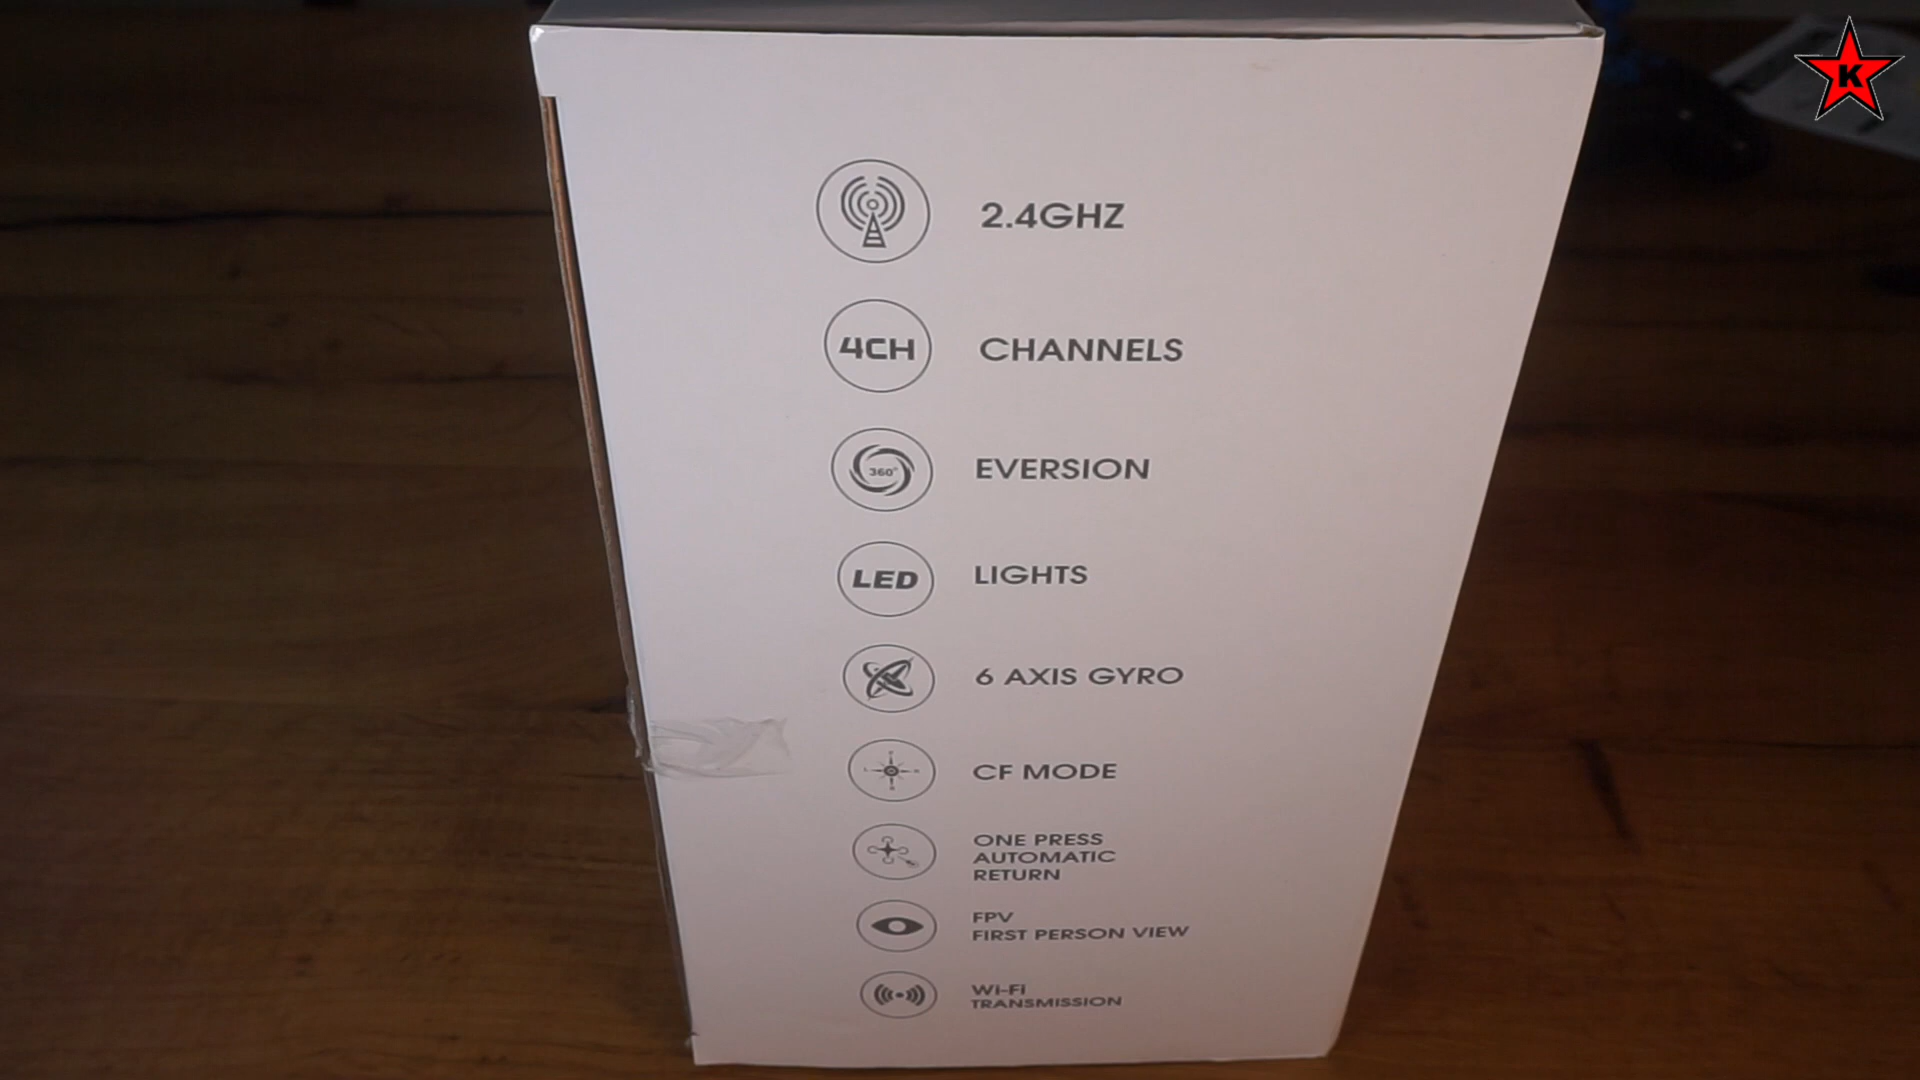 K
2.4GHZ
4CH CHANNELS
360° EVERSION
LED LIGHTS
6 AXIS GYRO
CF MODE
ONE PRESS
AUTOMATIC
RETURN
FPV
FIRST PERSON VIEW
Wi-Fi
TRANSMISSION